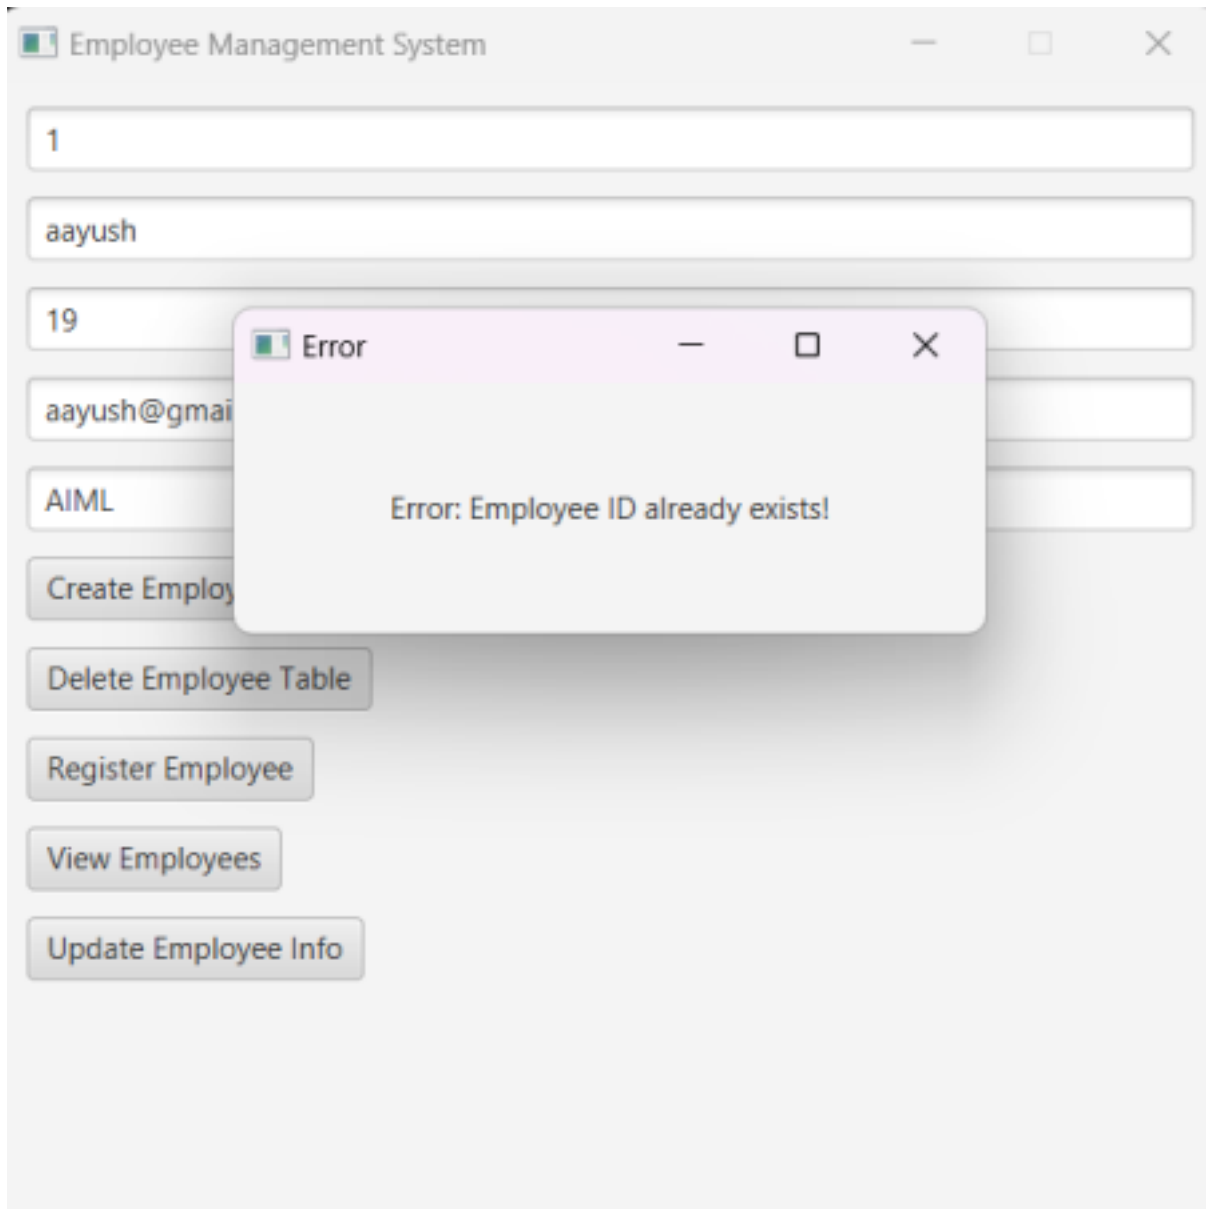 Employee Management System
1
aayush
19
Error
aayush@gmai
Error: Employee ID already exists!
AIML
Create Employ
Delete Employee Table
Register Employee
View Employees
Update Employee Info